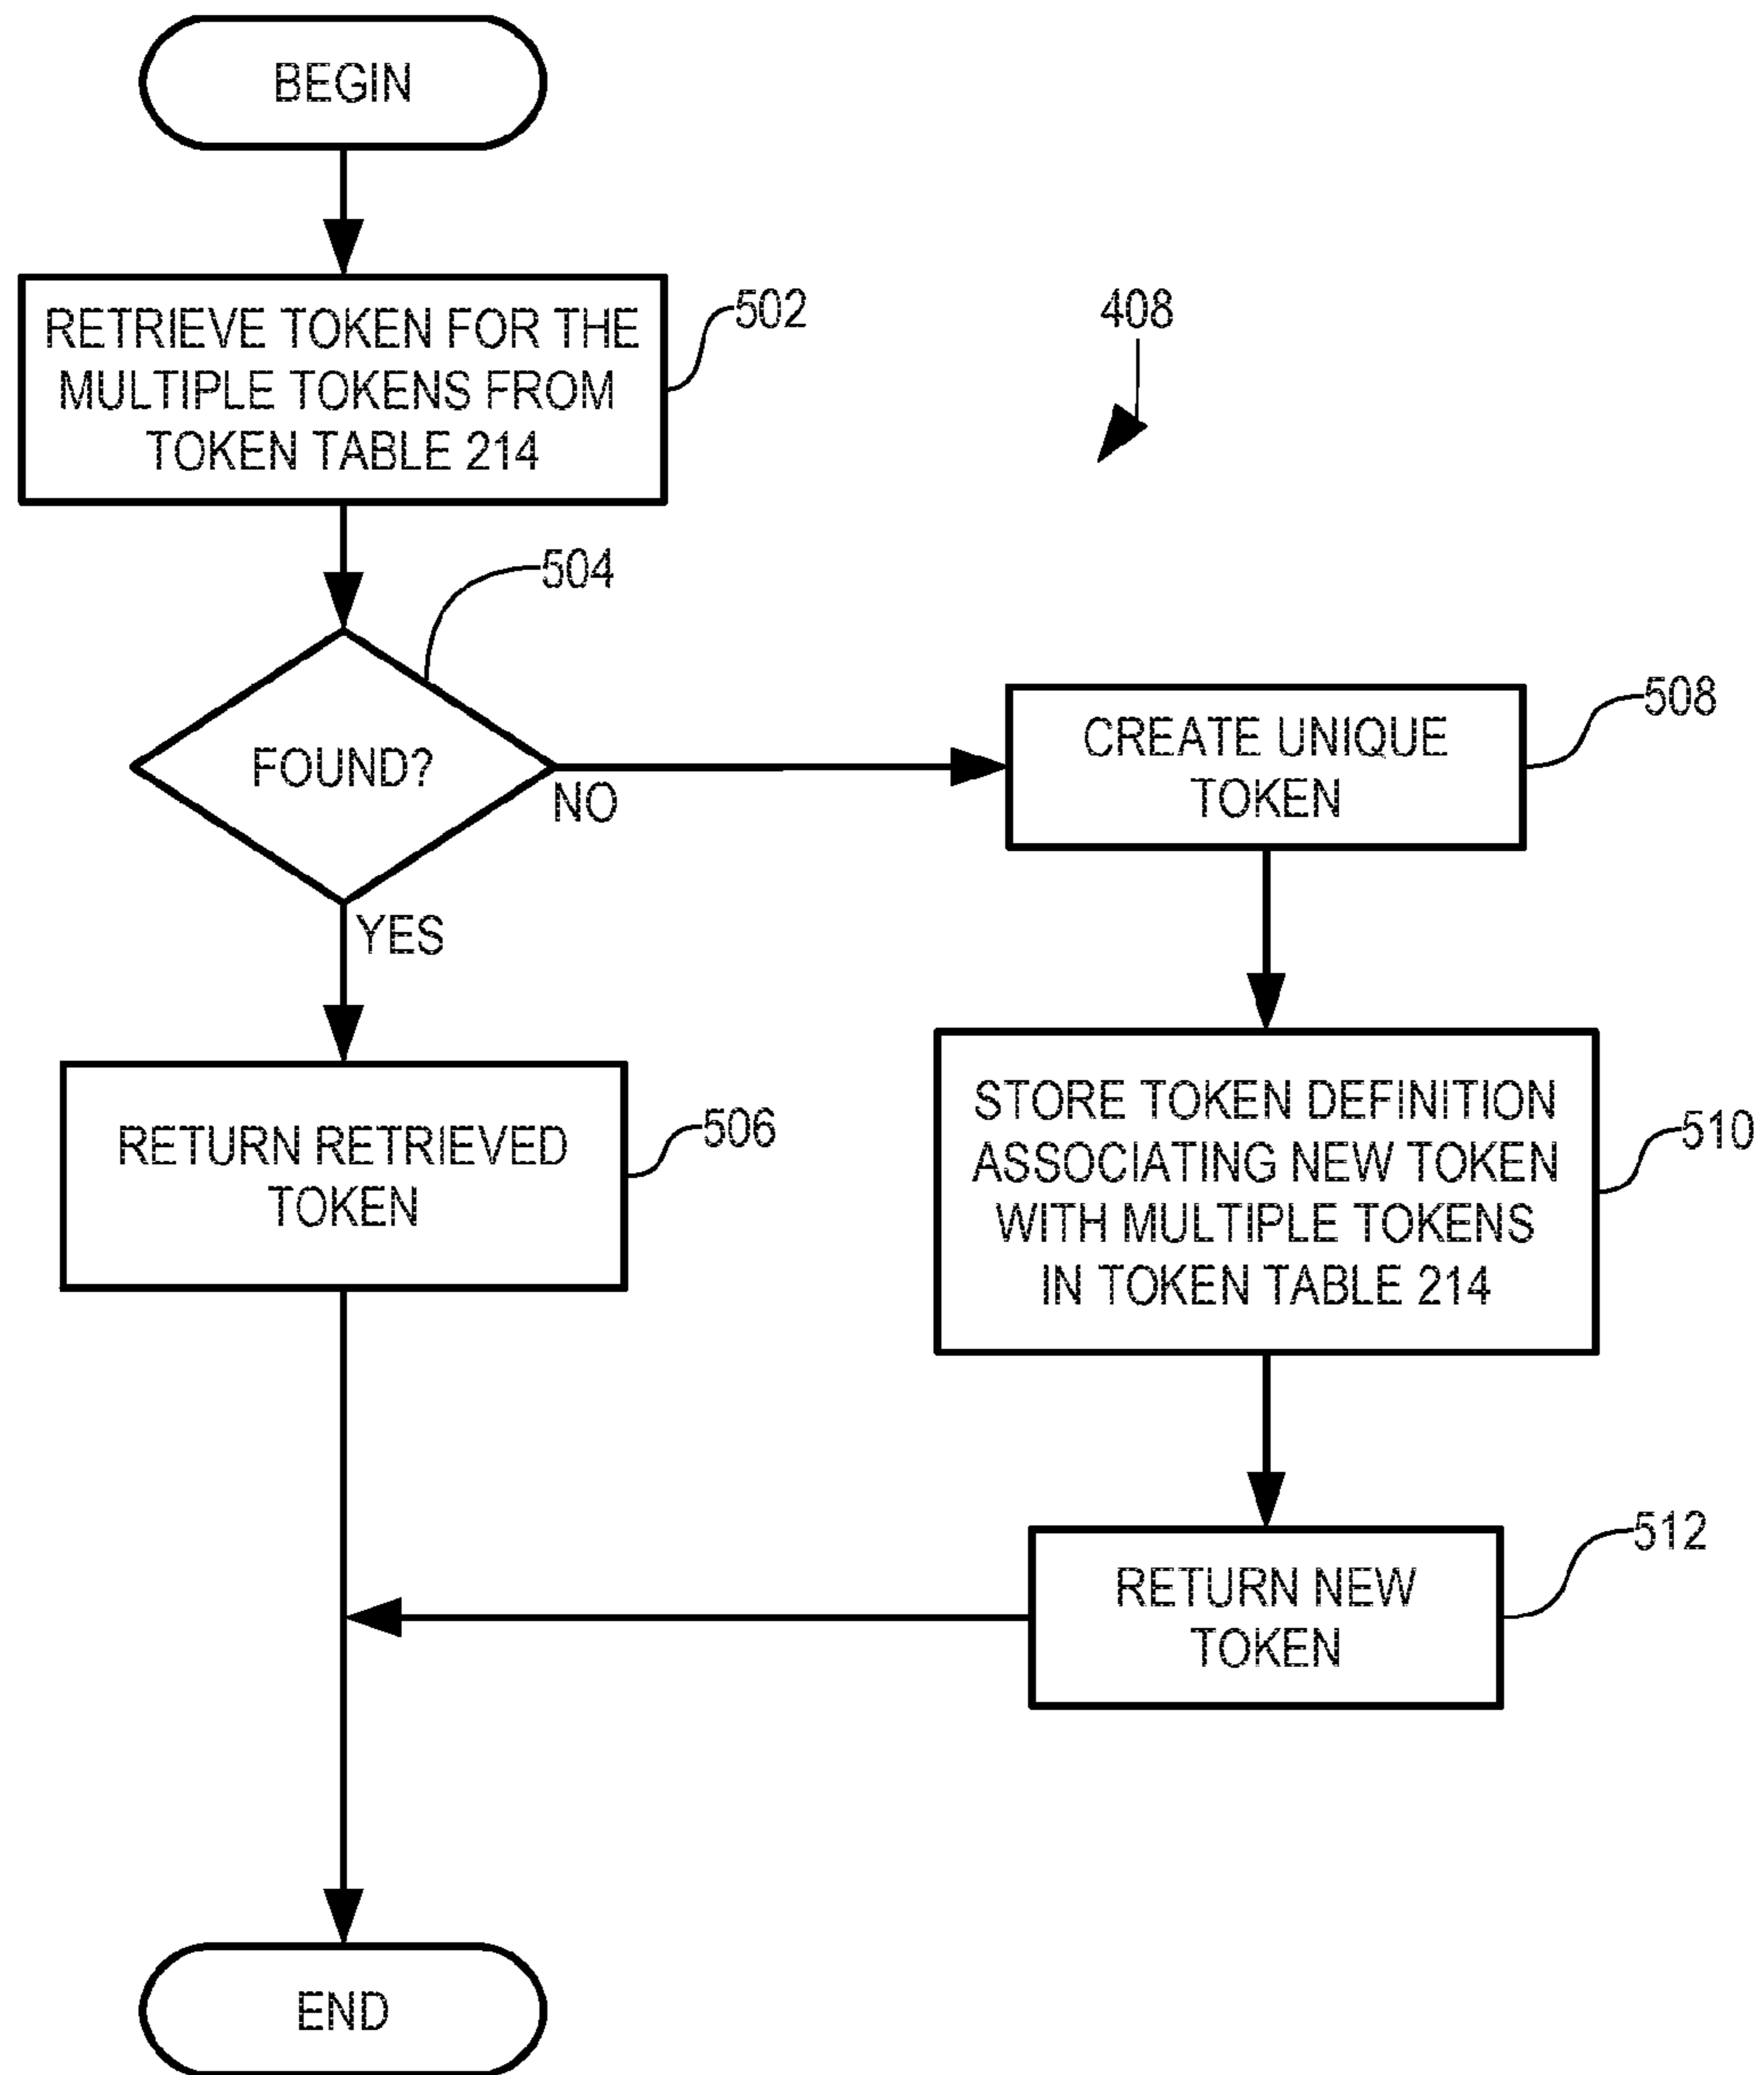 BEGIN
RETRIEVE TOKEN FOR THE
MULTIPLE TOKENS FROM
TOKEN TABLE 214
502
408
504
FOUND?
NO
YES
CREATE UNIQUE
TOKEN
508
RETURN RETRIEVED
TOKEN
506
STORE TOKEN DEFINITION
ASSOCIATING NEW TOKEN
WITH MULTIPLE TOKENS
IN TOKEN TABLE 214
510
RETURN NEW
TOKEN
512
END